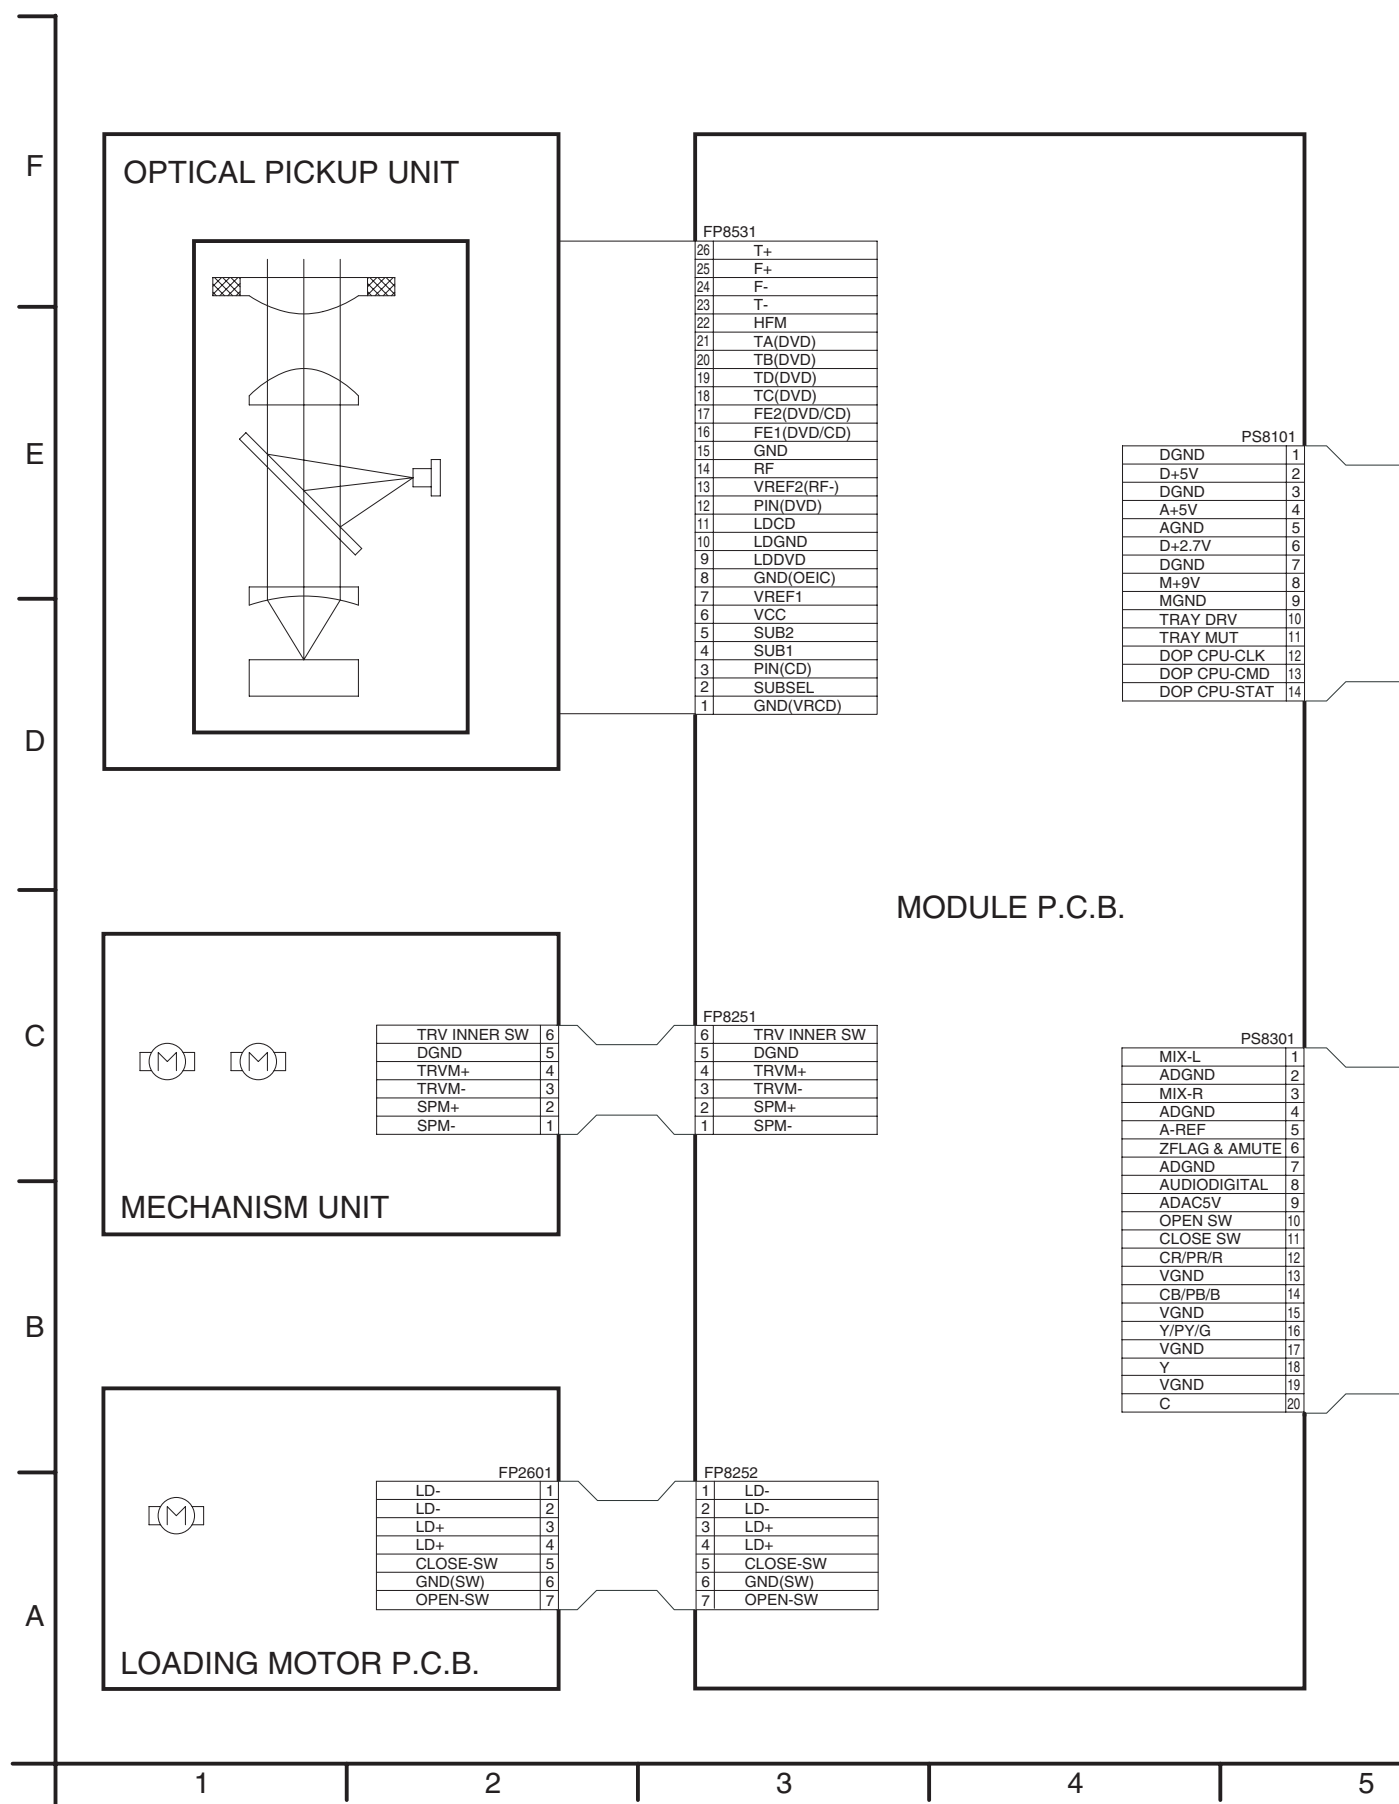 F
OPTICAL PICKUP UNIT
FP8531
26 T+
25 F+
24 F-
23 T-
22 HFM
21 TA(DVD)
20 TB(DVD)
19 TD(DVD)
18 TC(DVD)
17 FE2(DVD/CD)
16 FE1(DVD/CD)
15 GND
14 RF
13 VREF2(RF-)
12 PIN(DVD)
11 LDCD
10 LDGND
9 LDDVD
8 GND(OEIC)
7 VREF1
6 VCC
5 SUB2
4 SUB1
3 PIN(CD)
2 SUBSEL
1 GND(VRCD)
E
PS8101
DGND 1
D+5V 2
DGND 3
A+5V 4
AGND 5
D+2.7V 6
DGND 7
M+9V 8
MGND 9
TRAY DRV 10
TRAY MUT 11
DOP CPU-CLK 12
DOP CPU-CMD 13
DOP CPU-STAT 14
D
MODULE P.C.B.
C
M M
TRV INNER SW 6
DGND 5
TRVM+ 4
TRVM- 3
SPM+ 2
SPM- 1
FP8251
6 TRV INNER SW
5 DGND
4 TRVM+
3 TRVM-
2 SPM+
1 SPM-
MECHANISM UNIT
PS8301
MIX-L 1
ADGND 2
MIX-R 3
ADGND 4
A-REF 5
ZFLAG & AMUTE 6
ADGND 7
AUDIODIGITAL 8
ADAC5V 9
OPEN SW 10
CLOSE SW 11
CR/PR/R 12
VGND 13
CB/PB/B 14
VGND 15
Y/PY/G 16
VGND 17
Y 18
VGND 19
C 20
B
M
FP2601
LD- 1
LD- 2
LD+ 3
LD+ 4
CLOSE-SW 5
GND(SW) 6
OPEN-SW 7
FP8252
1 LD-
2 LD-
3 LD+
4 LD+
5 CLOSE-SW
6 GND(SW)
7 OPEN-SW
A
LOADING MOTOR P.C.B.
1 2 3 4 5